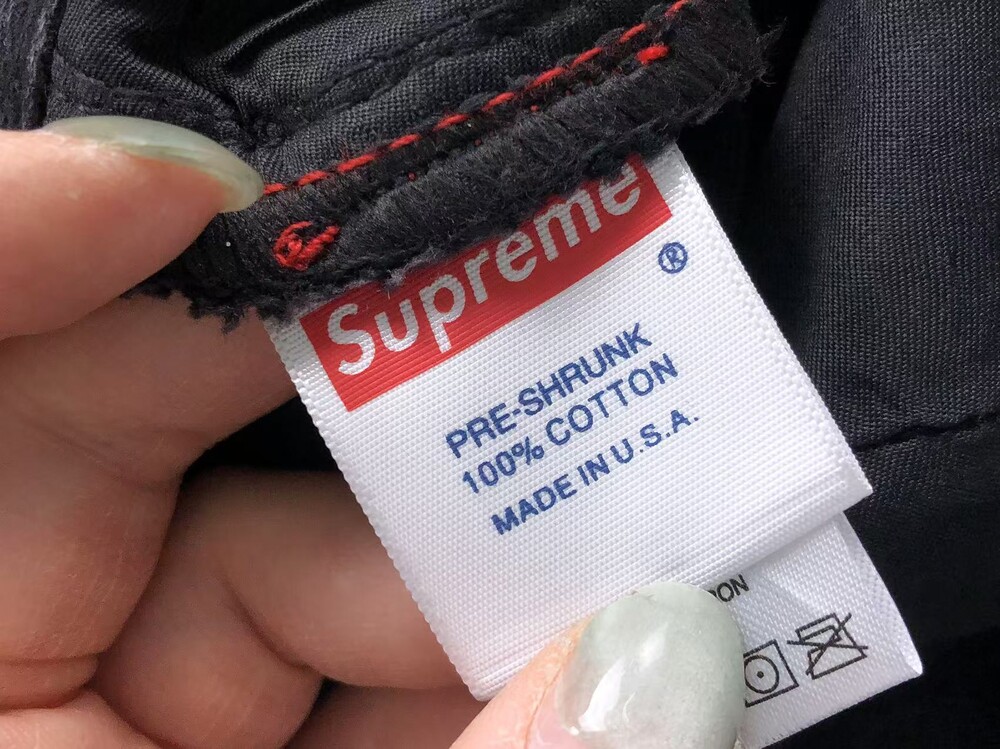 Supreme
®
PRE-SHRUNK
100% COTTON
MADE IN U.S.A.